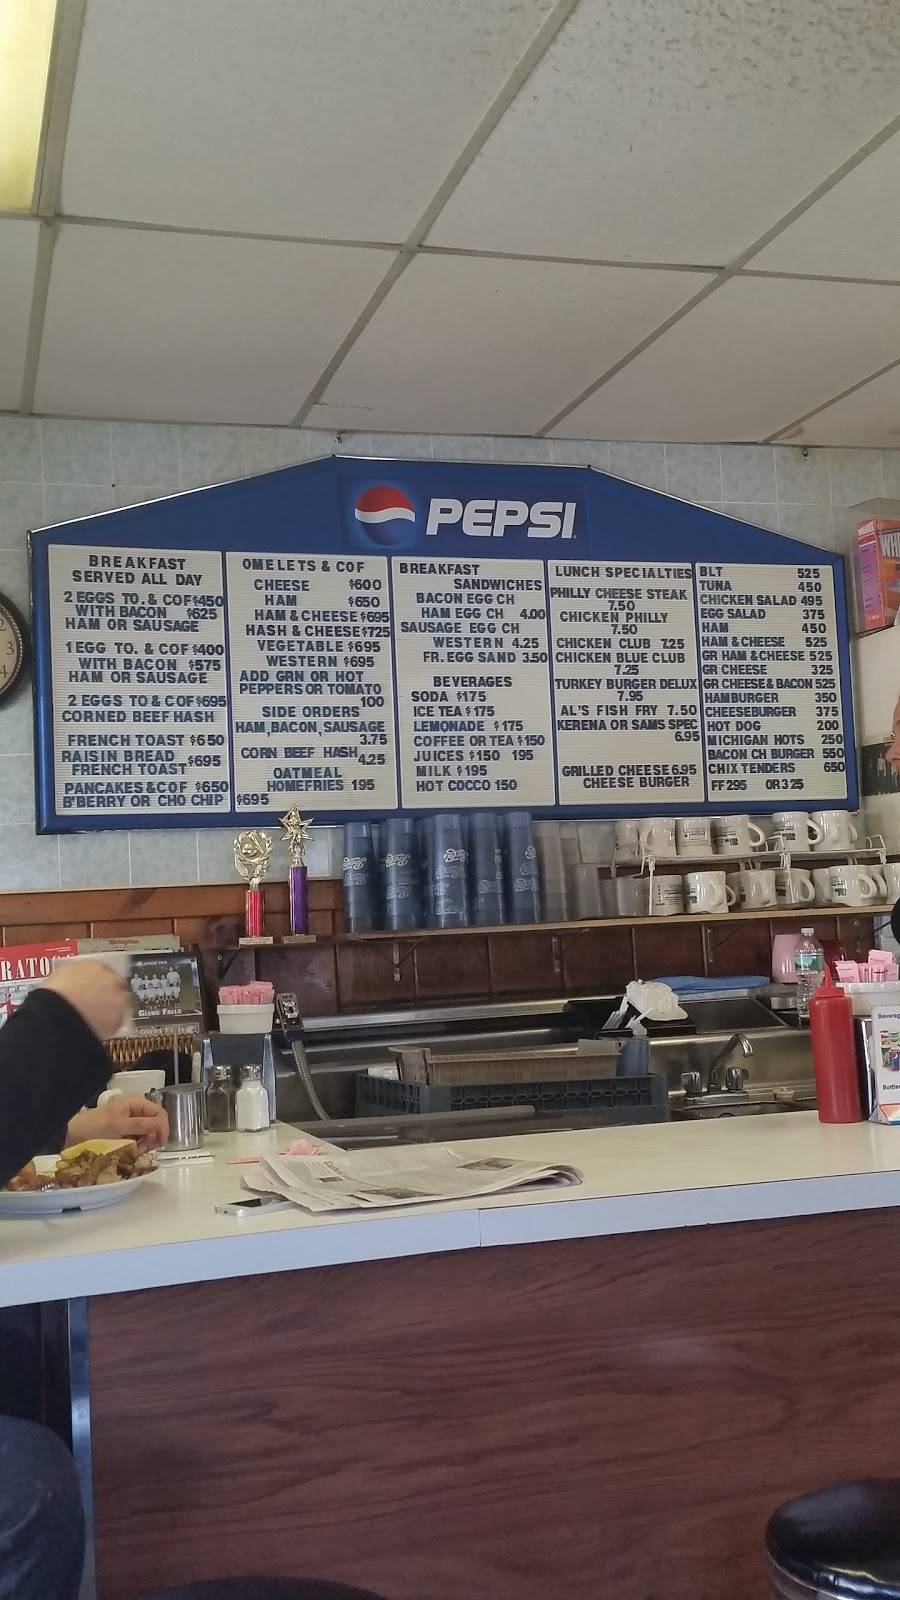 PEPSI
BREAKFAST
SERVED ALL DAY
2 EGGS TO. & COF $450
WITH BACON $625
HAM OR SAUSAGE
1 EGG TO. & COF $400
WITH BACON $575
HAM OR SAUSAGE
2 EGGS TO & COF $695
CORNED BEEF HASH
FRENCH TOAST $650
RAISIN BREAD $695
FRENCH TOAST
PANCAKES & COF $650
B'BERRY OR CHO CHIP $695
OMELETS & COF
CHEESE $600
HAM $650
HAM & CHEESE $695
HASH & CHEESE $725
VEGETABLE $695
WESTERN $695
ADD GRN OR HOT
PEPPERS OR TOMATO
100
SIDE ORDERS
HAM, BACON, SAUSAGE
3.75
CORN BEEF HASH
4.25
OATMEAL
HOMEFRIES 195
BREAKFAST
SANDWICHES
BACON EGG CH
HAM EGG CH 4.00
SAUSAGE EGG CH
WESTERN 4.25
FR. EGG SAND 3.50
BEVERAGES
SODA $175
ICE TEA $175
LEMONADE $175
COFFEE OR TEA $150
JUICES $150 195
MILK $195
HOT COCCO 150
LUNCH SPECIALTIES
PHILLY CHEESE STEAK
7.50
CHICKEN PHILLY
7.50
CHICKEN CLUB 7.25
CHICKEN BLUE CLUB
7.25
TURKEY BURGER DELUX
7.95
AL'S FISH FRY 7.50
KERENA OR SAMS SPEC
6.95
GRILLED CHEESE 6.95
CHEESE BURGER
BLT 525
TUNA 450
CHICKEN SALAD 495
EGG SALAD 375
HAM 450
HAM & CHEESE 525
GR HAM & CHEESE 525
GR CHEESE 325
GR CHEESE & BACON 525
HAMBURGER 350
CHEESEBURGER 375
HOT DOG 200
MICHIGAN HOTS 250
BACON CH BURGER 550
CHIX TENDERS 650
FF 295 OR 325
WH
2
3
4
RATO
GLENS FALLS
Pepsi
Beverag
Bottle